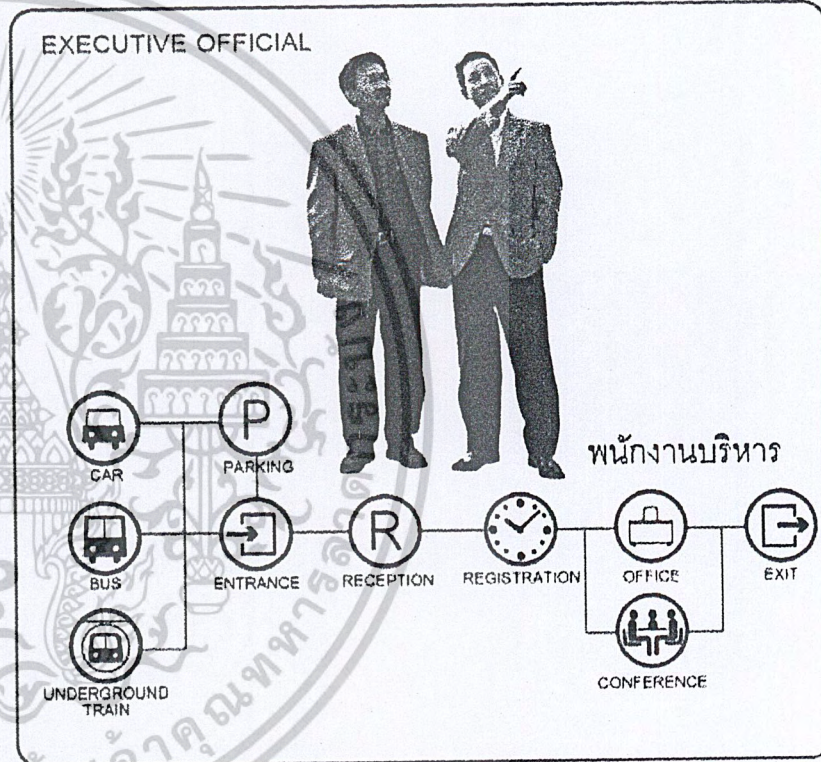 EXECUTIVE OFFICIAL
พนักงานบริหาร
P
CAR
PARKING
R
BUS
ENTRANCE
RECEPTION
REGISTRATION
OFFICE
EXIT
UNDERGROUND
TRAIN
CONFERENCE